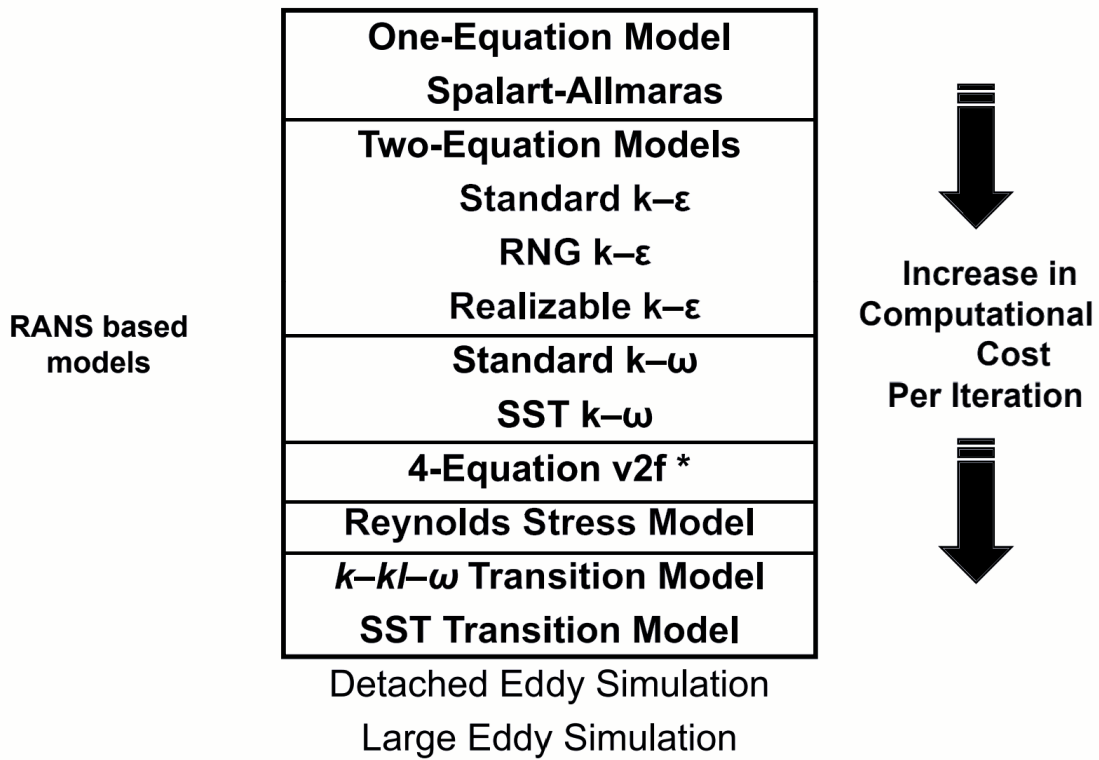 One-Equation Model
Spalart-Allmaras
Two-Equation Models
Standard k–ε
RNG k–ε
Realizable k–ε
RANS based
models
Standard k–ω
SST k–ω
4-Equation v2f *
Reynolds Stress Model
k–kl–ω Transition Model
SST Transition Model
Detached Eddy Simulation
Large Eddy Simulation
Increase in
Computational
Cost
Per Iteration